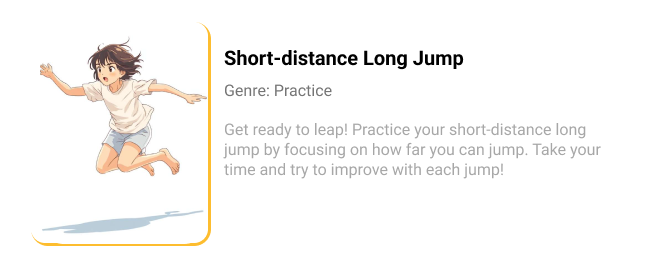 Short-distance Long Jump
Genre: Practice
Get ready to leap! Practice your short-distance long
jump by focusing on how far you can jump. Take your
time and try to improve with each jump!